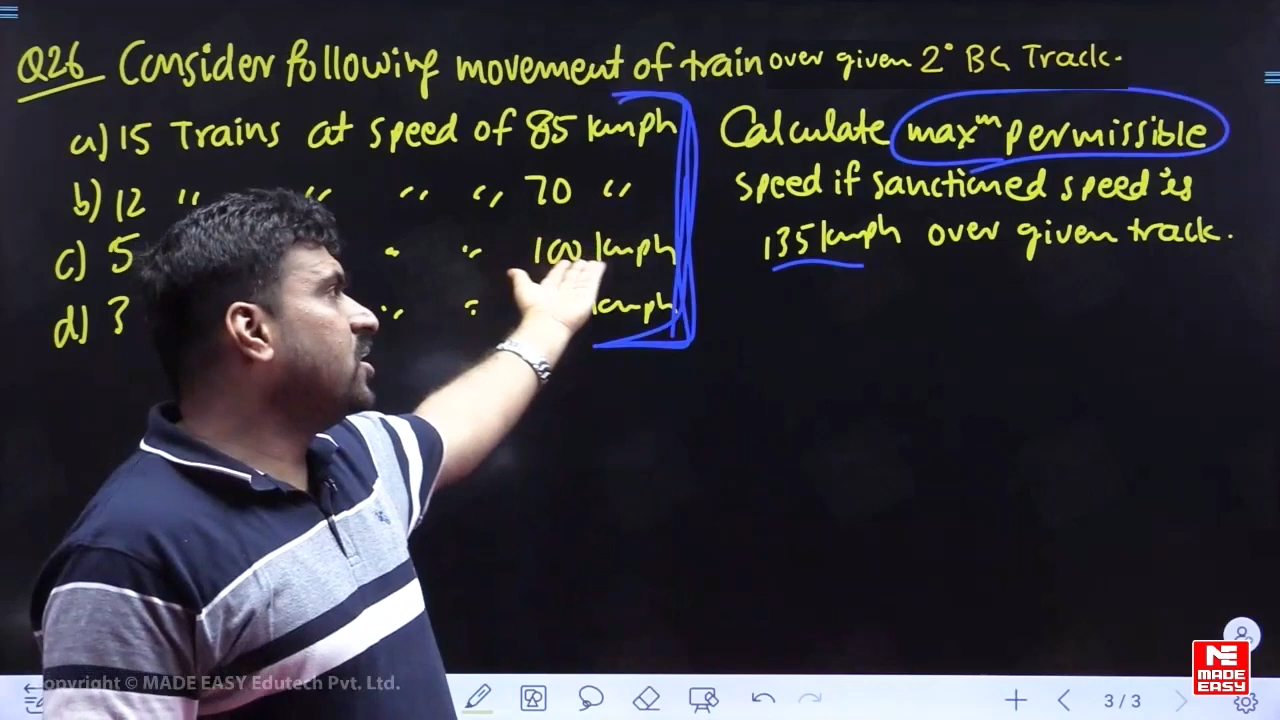 Q26 Consider following movement of train over given 2° BG Track.
a) 15 Trains at speed of 85 kmph
b) 12 " " " " 70 "
c) 5 " " 100 kmph
d) 3 " " kmph
Calculate maxᵐ permissible
speed if sanctioned speed is
135 kmph over given track.
opyright © MADE EASY Edutech Pvt. Ltd.
3/3
ME
MADE
EASY